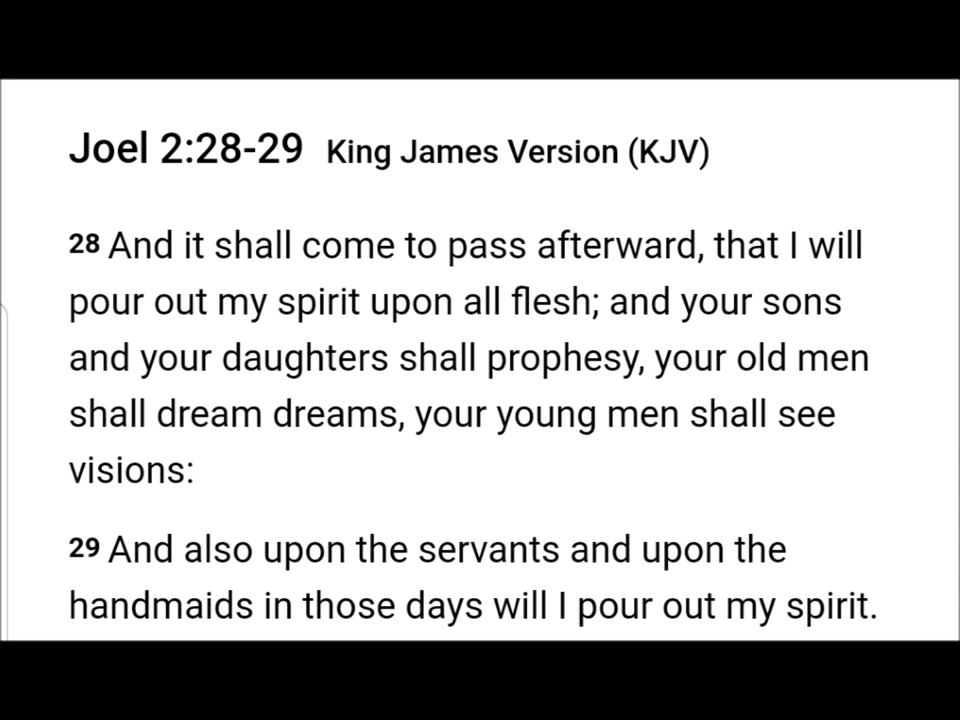 Joel 2:28-29 King James Version (KJV)
28 And it shall come to pass afterward, that I will
pour out my spirit upon all flesh; and your sons
and your daughters shall prophesy, your old men
shall dream dreams, your young men shall see
visions:
29 And also upon the servants and upon the
handmaids in those days will I pour out my spirit.